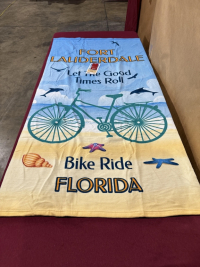 FORT
LAUDERDALE
Let The Good
Times Roll
Bike Ride
FLORIDA